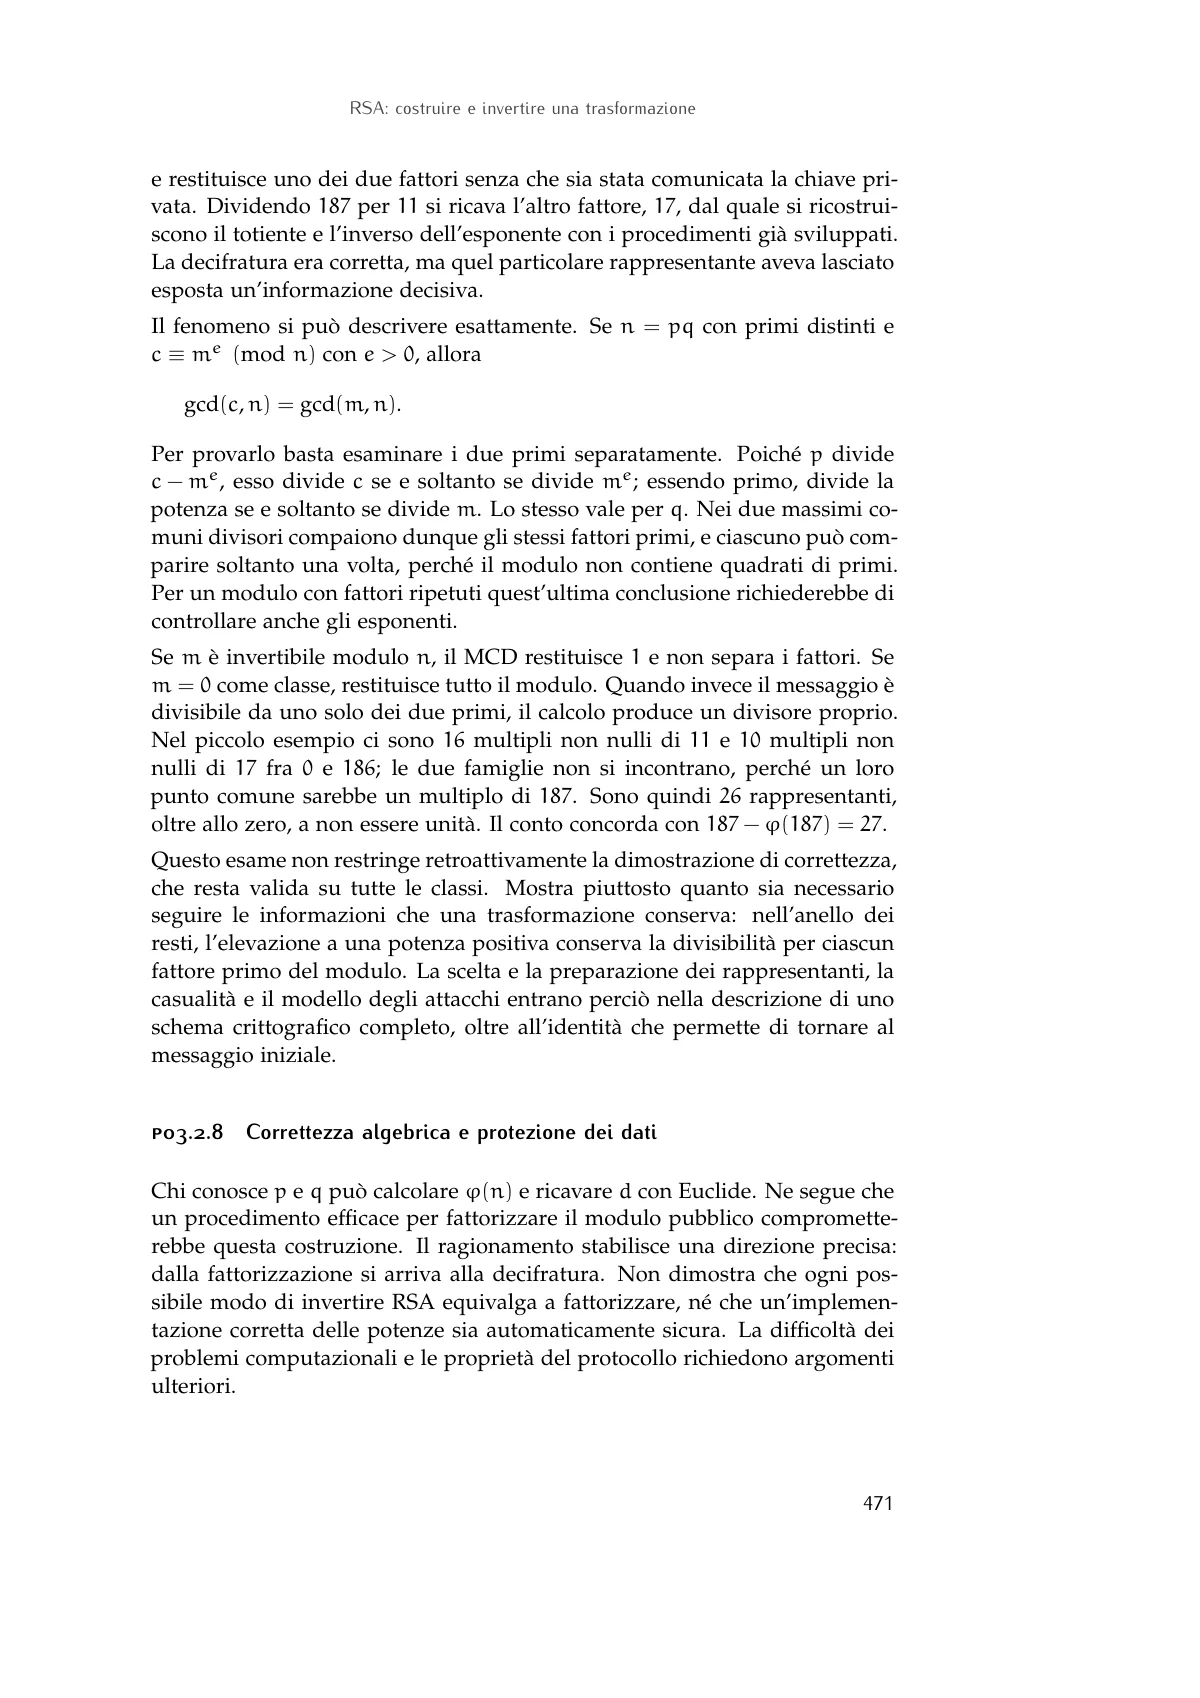 RSA: costruire e invertire una trasformazione
e restituisce uno dei due fattori senza che sia stata comunicata la chiave pri-
vata. Dividendo 187 per 11 si ricava l'altro fattore, 17, dal quale si ricostrui-
scono il totiente e l'inverso dell'esponente con i procedimenti già sviluppati.
La decifratura era corretta, ma quel particolare rappresentante aveva lasciato
esposta un'informazione decisiva.
Il fenomeno si può descrivere esattamente. Se n = pq con primi distinti e
c ≡ mᵉ (mod n) con e > 0, allora
gcd(c, n) = gcd(m, n).
Per provarlo basta esaminare i due primi separatamente. Poiché p divide
c − mᵉ, esso divide c se e soltanto se divide mᵉ; essendo primo, divide la
potenza se e soltanto se divide m. Lo stesso vale per q. Nei due massimi co-
muni divisori compaiono dunque gli stessi fattori primi, e ciascuno può com-
parire soltanto una volta, perché il modulo non contiene quadrati di primi.
Per un modulo con fattori ripetuti quest'ultima conclusione richiederebbe di
controllare anche gli esponenti.
Se m è invertibile modulo n, il MCD restituisce 1 e non separa i fattori. Se
m = 0 come classe, restituisce tutto il modulo. Quando invece il messaggio è
divisibile da uno solo dei due primi, il calcolo produce un divisore proprio.
Nel piccolo esempio ci sono 16 multipli non nulli di 11 e 10 multipli non
nulli di 17 fra 0 e 186; le due famiglie non si incontrano, perché un loro
punto comune sarebbe un multiplo di 187. Sono quindi 26 rappresentanti,
oltre allo zero, a non essere unità. Il conto concorda con 187 − φ(187) = 27.
Questo esame non restringe retroattivamente la dimostrazione di correttezza,
che resta valida su tutte le classi. Mostra piuttosto quanto sia necessario
seguire le informazioni che una trasformazione conserva: nell'anello dei
resti, l'elevazione a una potenza positiva conserva la divisibilità per ciascun
fattore primo del modulo. La scelta e la preparazione dei rappresentanti, la
casualità e il modello degli attacchi entrano perciò nella descrizione di uno
schema crittografico completo, oltre all'identità che permette di tornare al
messaggio iniziale.
P03.2.8 Correttezza algebrica e protezione dei dati
Chi conosce p e q può calcolare φ(n) e ricavare d con Euclide. Ne segue che
un procedimento efficace per fattorizzare il modulo pubblico compromette-
rebbe questa costruzione. Il ragionamento stabilisce una direzione precisa:
dalla fattorizzazione si arriva alla decifratura. Non dimostra che ogni pos-
sibile modo di invertire RSA equivalga a fattorizzare, né che un'implemen-
tazione corretta delle potenze sia automaticamente sicura. La difficoltà dei
problemi computazionali e le proprietà del protocollo richiedono argomenti
ulteriori.
471